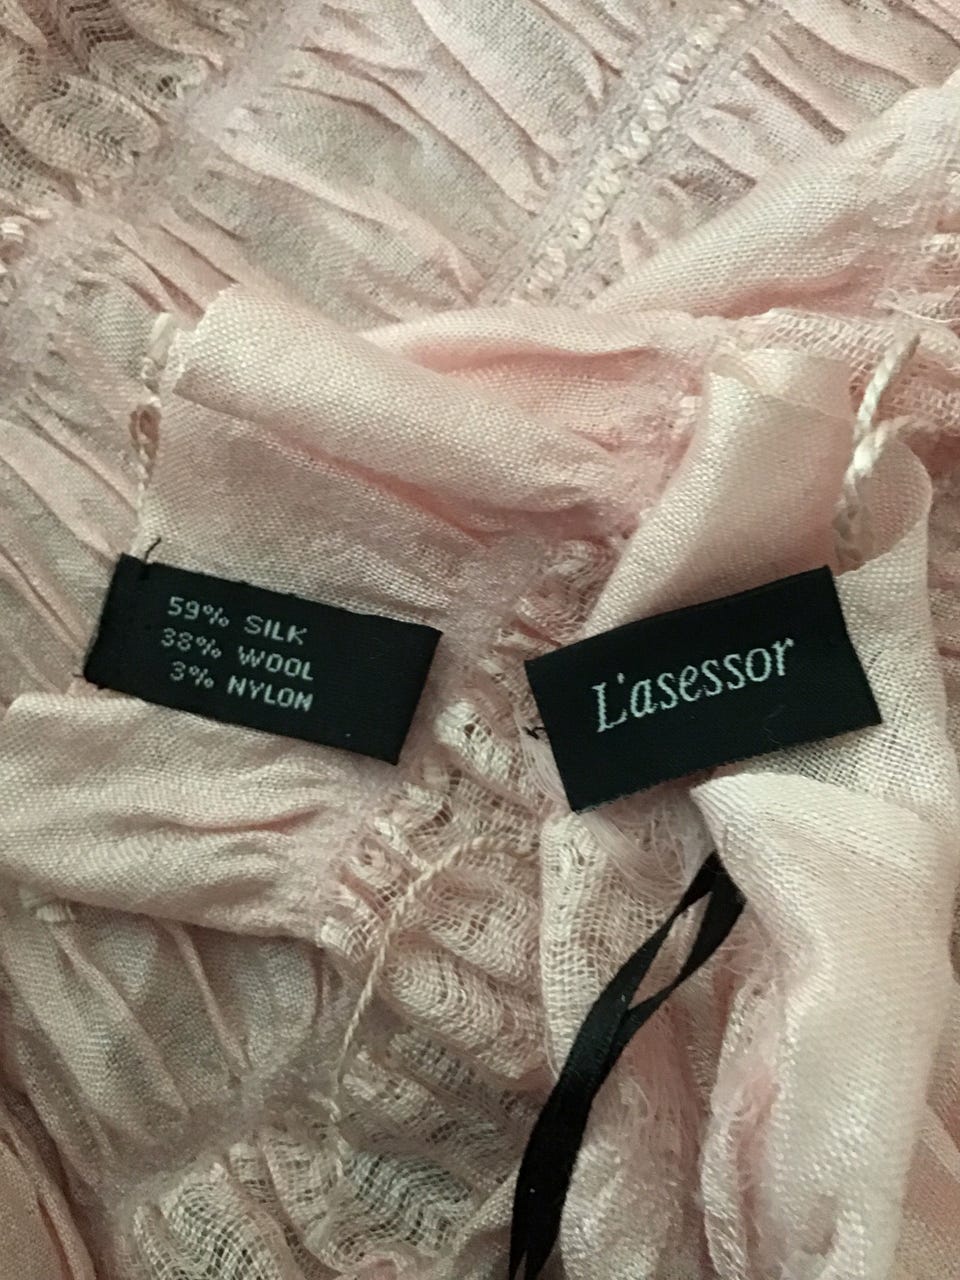 59% SILK
38% WOOL
3% NYLON
L'asessor